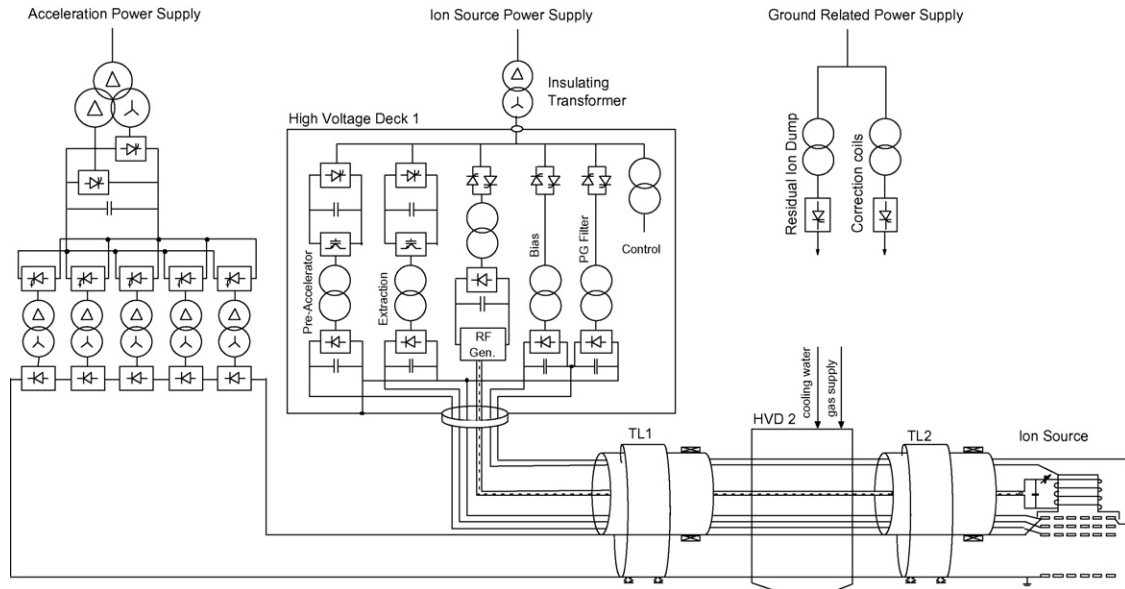 Acceleration Power Supply
Ion Source Power Supply
Ground Related Power Supply
Insulating
Transformer
High Voltage Deck 1
Pre-Accelerator
Extraction
RF
Gen.
Bias
PG Filter
Control
Residual Ion Dump
Correction coils
cooling water
gas supply
TL1
HVD 2
TL2
Ion Source